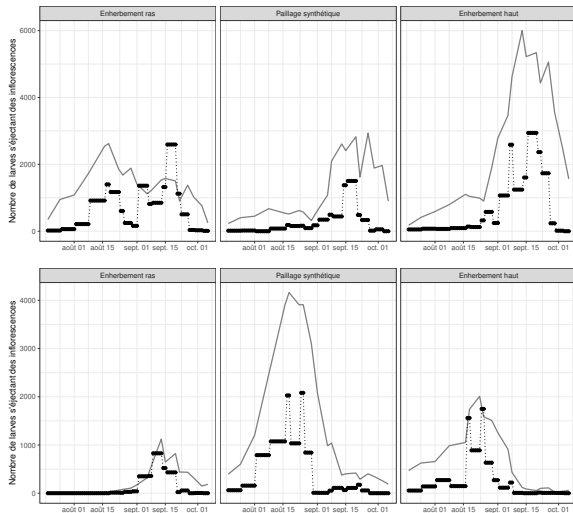 Enherbement ras
Paillage synthétique
Enherbement haut
Nombre de larves s'éjectant des inflorescences
6000
4000
2000
0
août 01 août 15 sept. 01 sept. 15 oct. 01
août 01 août 15 sept. 01 sept. 15 oct. 01
août 01 août 15 sept. 01 sept. 15 oct. 01
Enherbement ras
Paillage synthétique
Enherbement haut
Nombre de larves s'éjectant des inflorescences
4000
3000
2000
1000
0
août 01 août 15 sept. 01 sept. 15 oct. 01
août 01 août 15 sept. 01 sept. 15 oct. 01
août 01 août 15 sept. 01 sept. 15 oct. 01